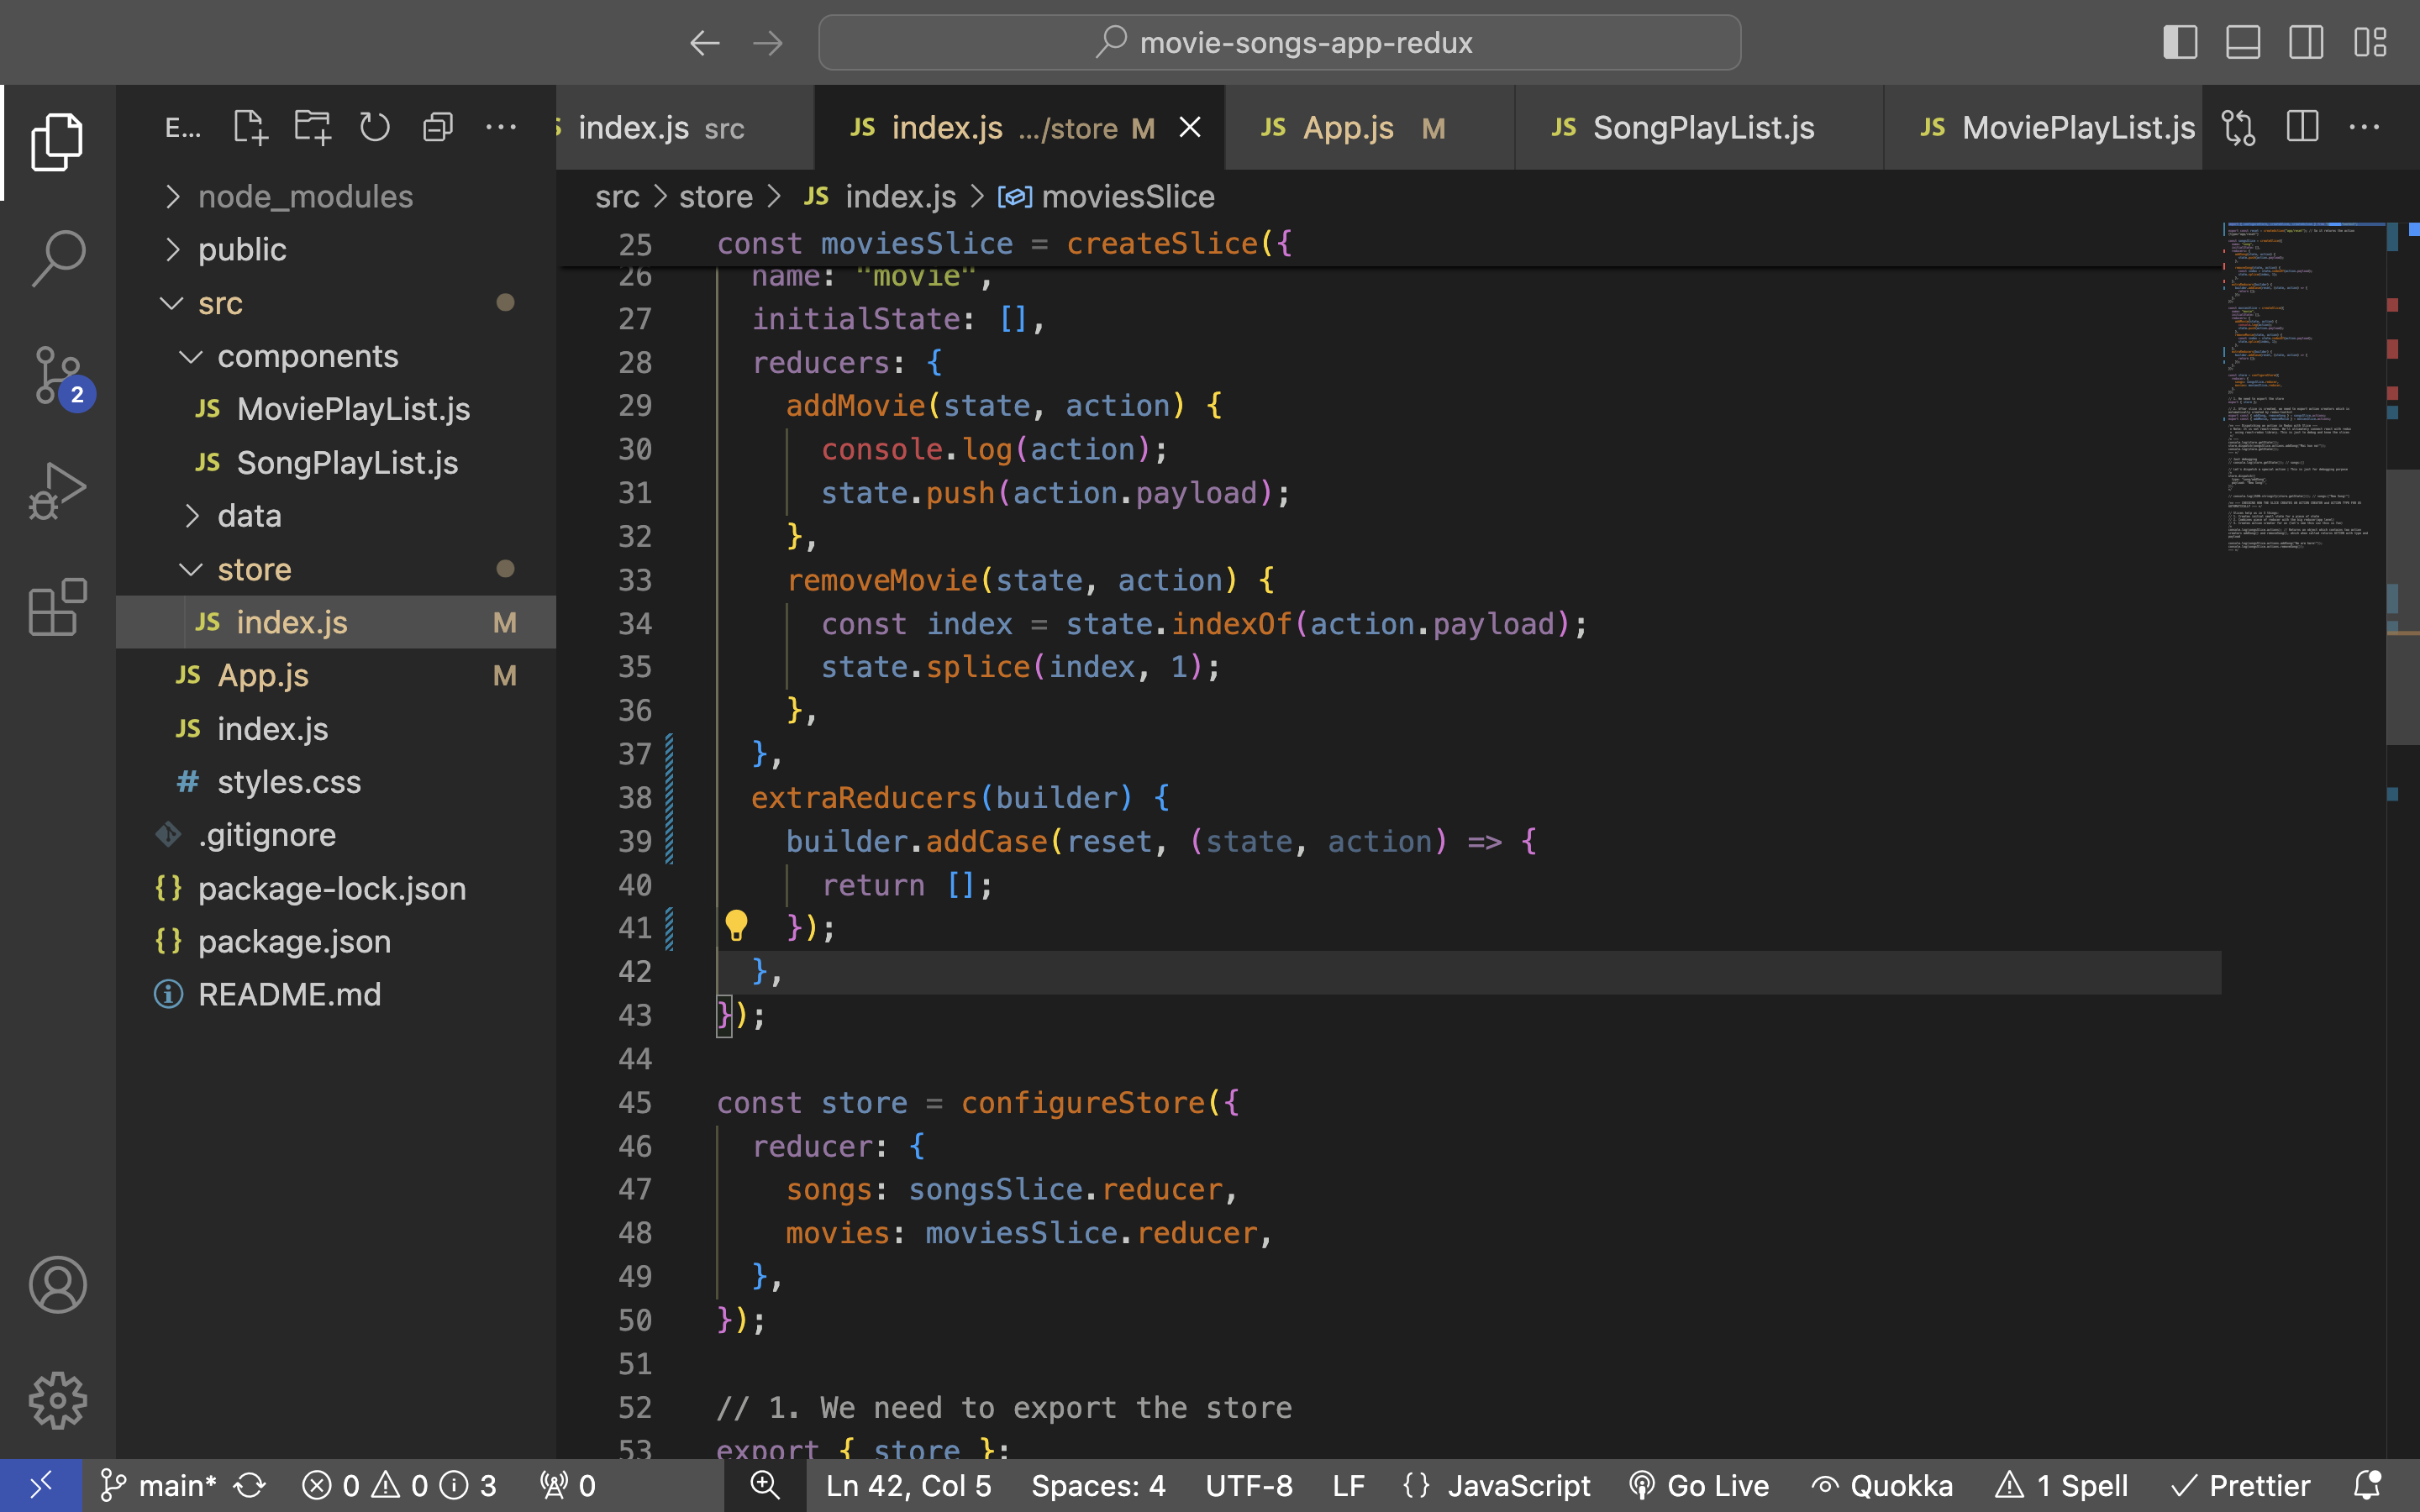 movie-songs-app-redux
E...
index.js src
JS index.js .../store M
JS App.js M
JS SongPlayList.js
JS MoviePlayList.js
node_modules
public
src
components
JS MoviePlayList.js
JS SongPlayList.js
data
store
JS index.js M
JS App.js M
JS index.js
# styles.css
.gitignore
{} package-lock.json
{} package.json
README.md
2
src > store > JS index.js > moviesSlice
25 const moviesSlice = createSlice({
26 name: "movie",
27 initialState: [],
28 reducers: {
29 addMovie(state, action) {
30 console.log(action);
31 state.push(action.payload);
32 },
33 removeMovie(state, action) {
34 const index = state.indexOf(action.payload);
35 state.splice(index, 1);
36 },
37 },
38 extraReducers(builder) {
39 builder.addCase(reset, (state, action) => {
40 return [];
41 });
42 },
43 });
44
45 const store = configureStore({
46 reducer: {
47 songs: songsSlice.reducer,
48 movies: moviesSlice.reducer,
49 },
50 });
51
52 // 1. We need to export the store
53 export { store };
main* 0 0 3 0 Ln 42, Col 5 Spaces: 4 UTF-8 LF {} JavaScript Go Live Quokka 1 Spell Prettier